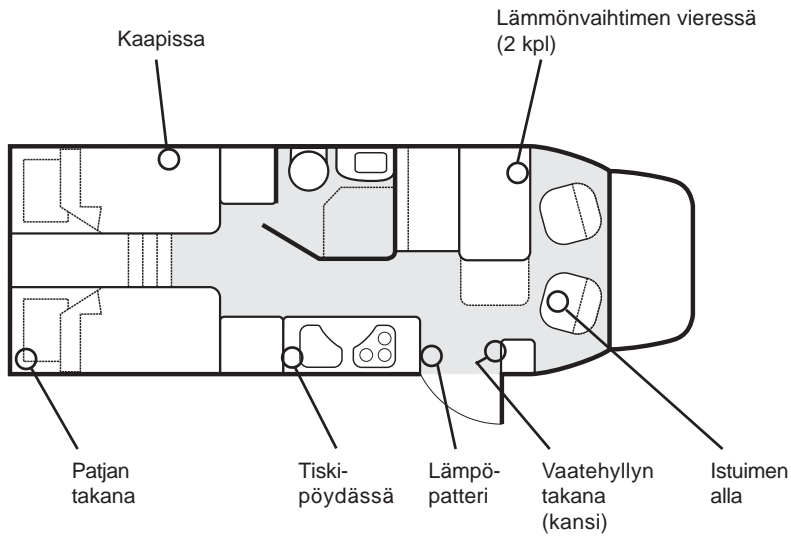 Lämmönvaihtimen vieressä
(2 kpl)
Kaapissa
Patjan
takana
Tiski-
pöydässä
Lämpö-
patteri
Vaatehyllyn
takana
(kansi)
Istuimen
alla